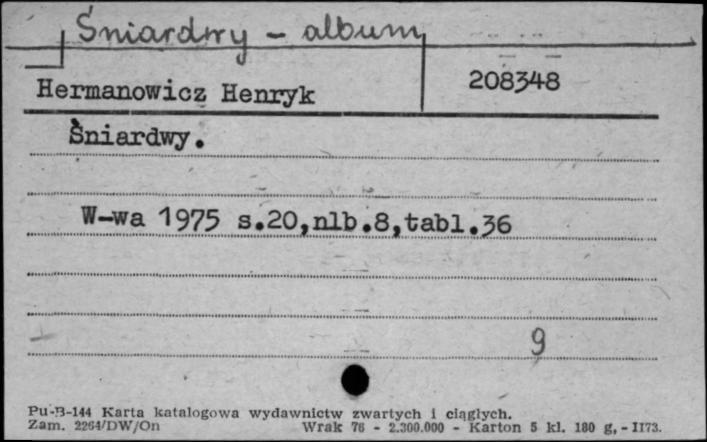 Śniardwy - album
Hermanowicz Henryk 208348
Śniardwy.
W-wa 1975 s.20,nlb.8,tabl.36
9
Pu-B-144 Karta katalogowa wydawnictw zwartych i ciągłych.
Zam. 2264/DW/On Wrak 76 - 2.300.000 - Karton 5 kl. 180 g, - II73.